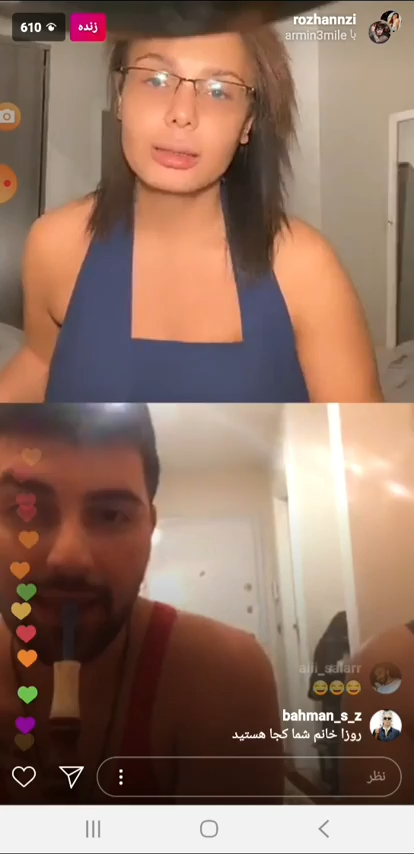 610
زنده
rozhannzi
با armin3mile
alii_salarr
😂😂😂
bahman_s_z
روزا خانم شما کجا هستید
نظر